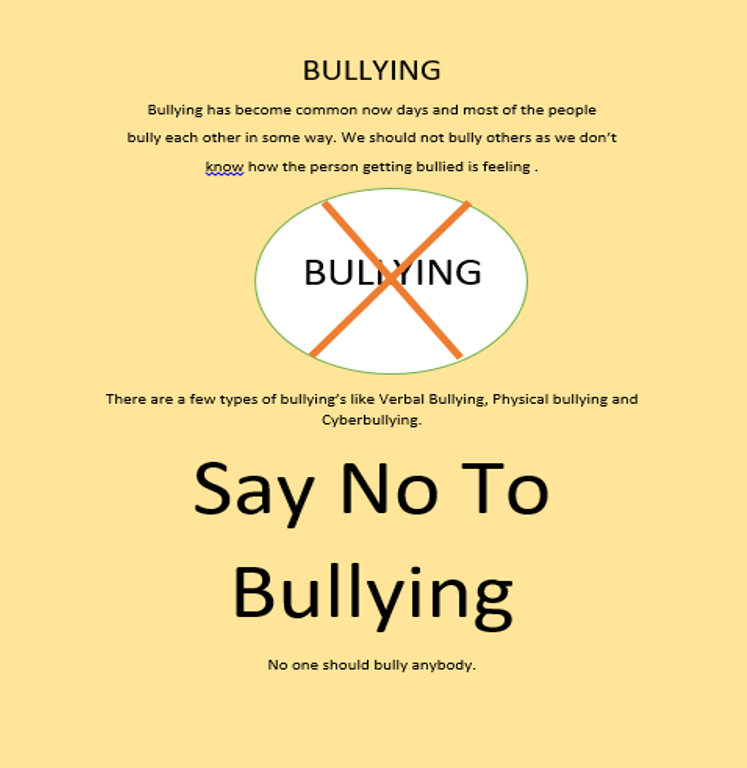 BULLYING
Bullying has become common now days and most of the people
bully each other in some way. We should not bully others as we don’t
know how the person getting bullied is feeling .
BULLYING
There are a few types of bullying’s like Verbal Bullying, Physical bullying and
Cyberbullying.
Say No To
Bullying
No one should bully anybody.